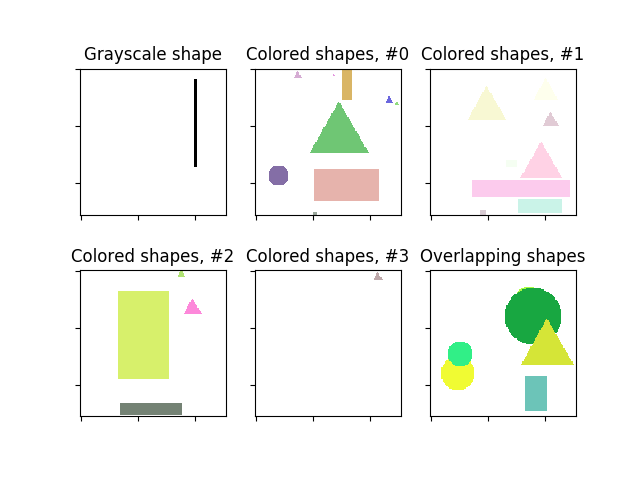 Grayscale shape
Colored shapes, #0
Colored shapes, #1
Colored shapes, #2
Colored shapes, #3
Overlapping shapes